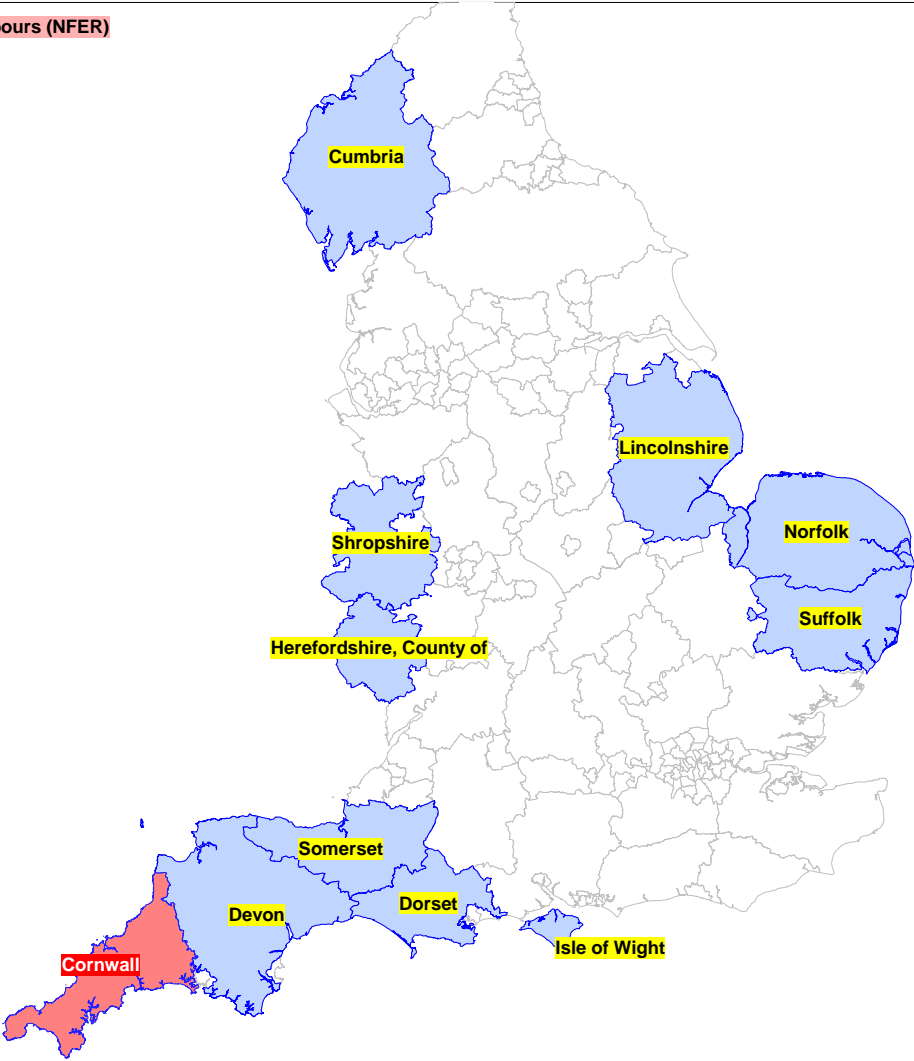 ours (NFER)
Cumbria
Lincolnshire
Norfolk
Shropshire
Suffolk
Herefordshire, County of
Somerset
Dorset
Devon
Isle of Wight
Cornwall